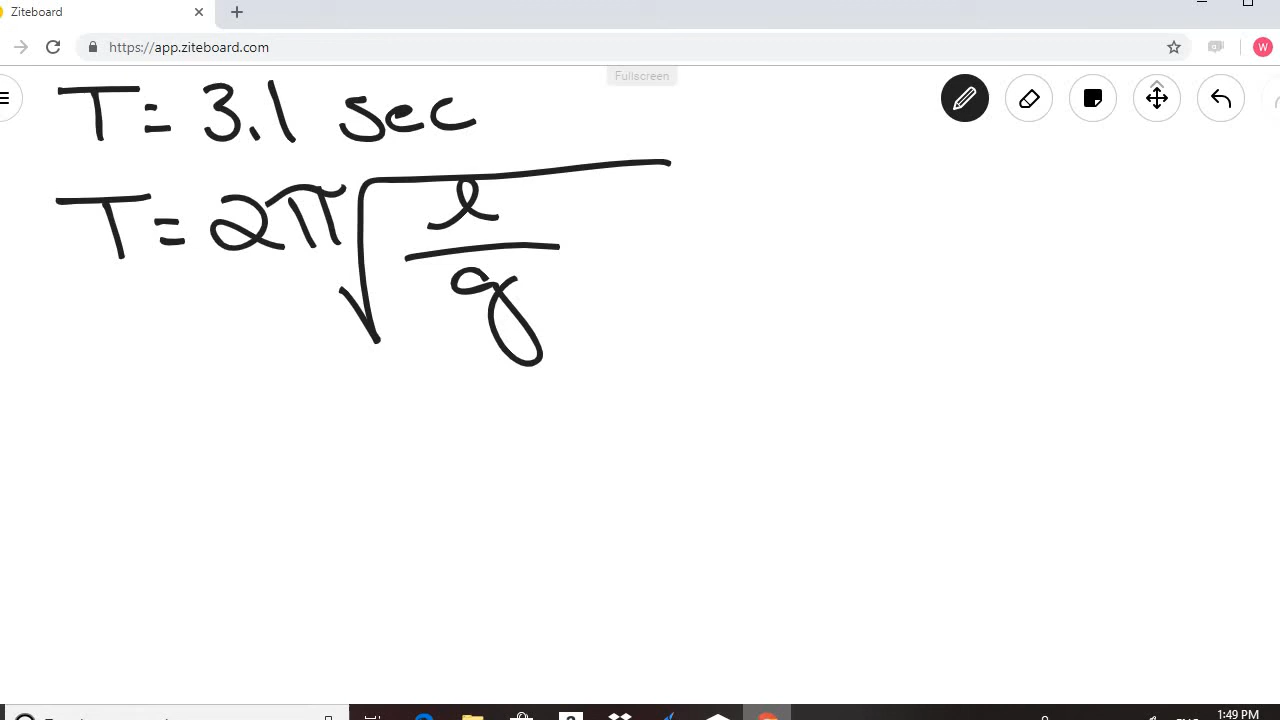 Ziteboard
https://app.ziteboard.com
Fullscreen
T = 3.1 sec
T = 2π√(l/g)
1:49 PM